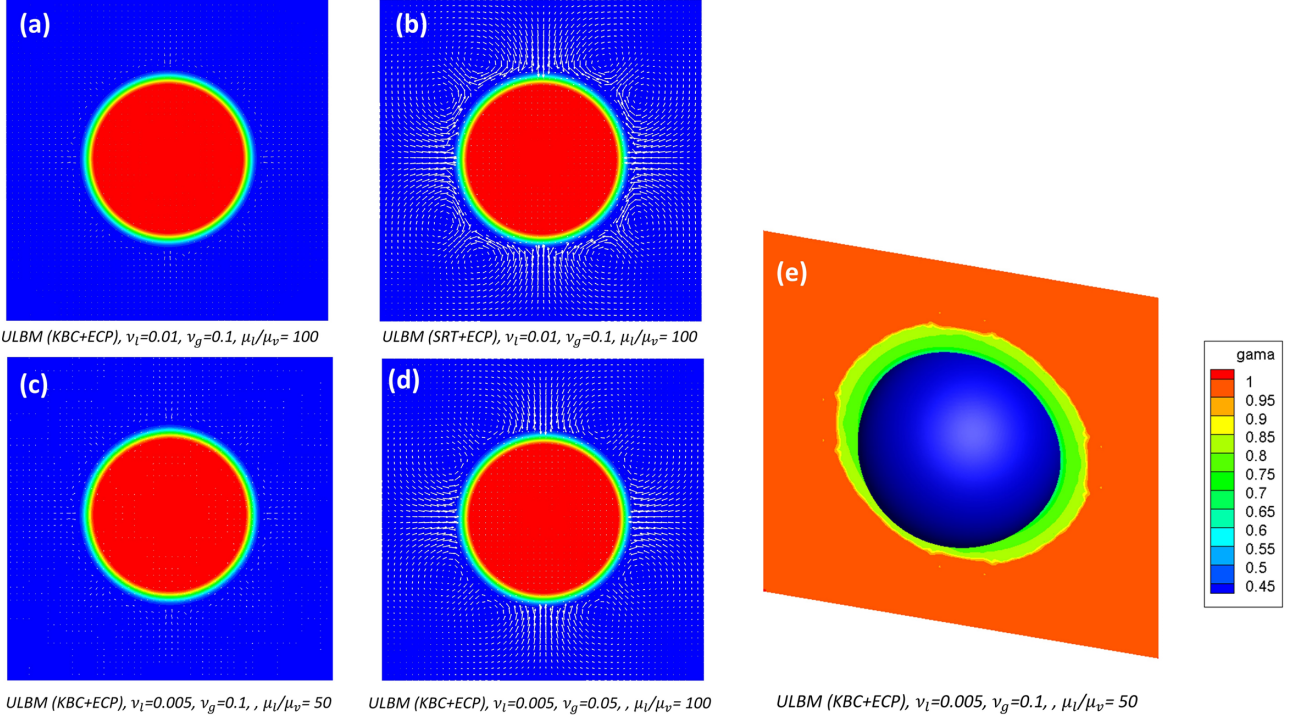 (a)
(b)
ULBM (KBC+ECP), νl=0.01, νg=0.1, μl/μv= 100
ULBM (SRT+ECP), νl=0.01, νg=0.1, μl/μv= 100
(c)
(d)
ULBM (KBC+ECP), νl=0.005, νg=0.1, , μl/μv= 50
ULBM (KBC+ECP), νl=0.005, νg=0.05, , μl/μv= 100
(e)
gama
1
0.95
0.9
0.85
0.8
0.75
0.7
0.65
0.6
0.55
0.5
0.45
ULBM (KBC+ECP), νl=0.005, νg=0.1, , μl/μv= 50